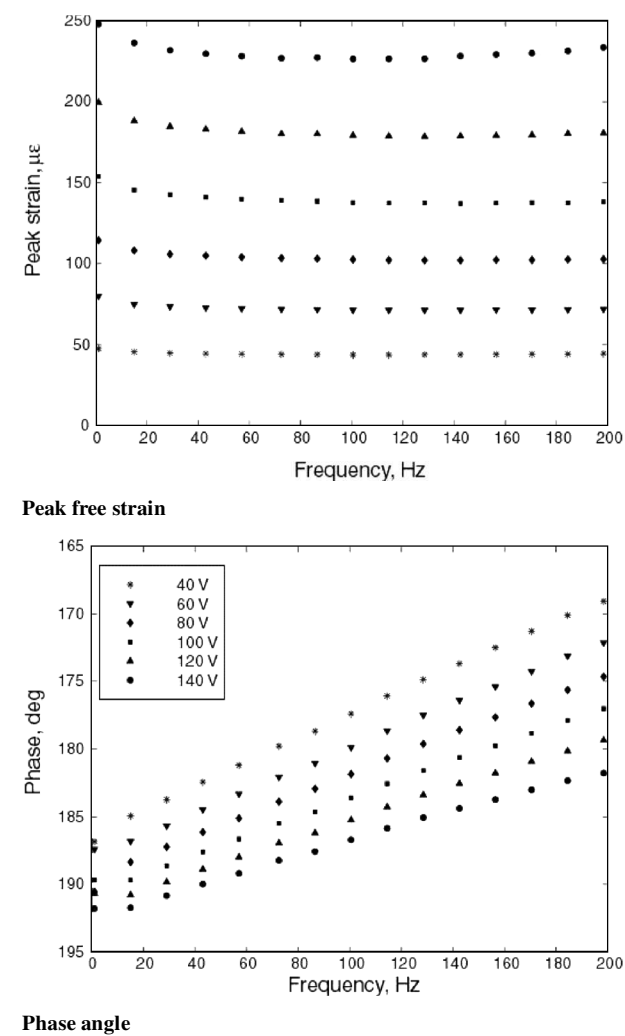 250
200
150
100
50
0
Peak strain, με
0 20 40 60 80 100 120 140 160 180 200
Frequency, Hz
Peak free strain
165
170
175
180
185
190
195
Phase, deg
40 V
60 V
80 V
100 V
120 V
140 V
0 20 40 60 80 100 120 140 160 180 200
Frequency, Hz
Phase angle